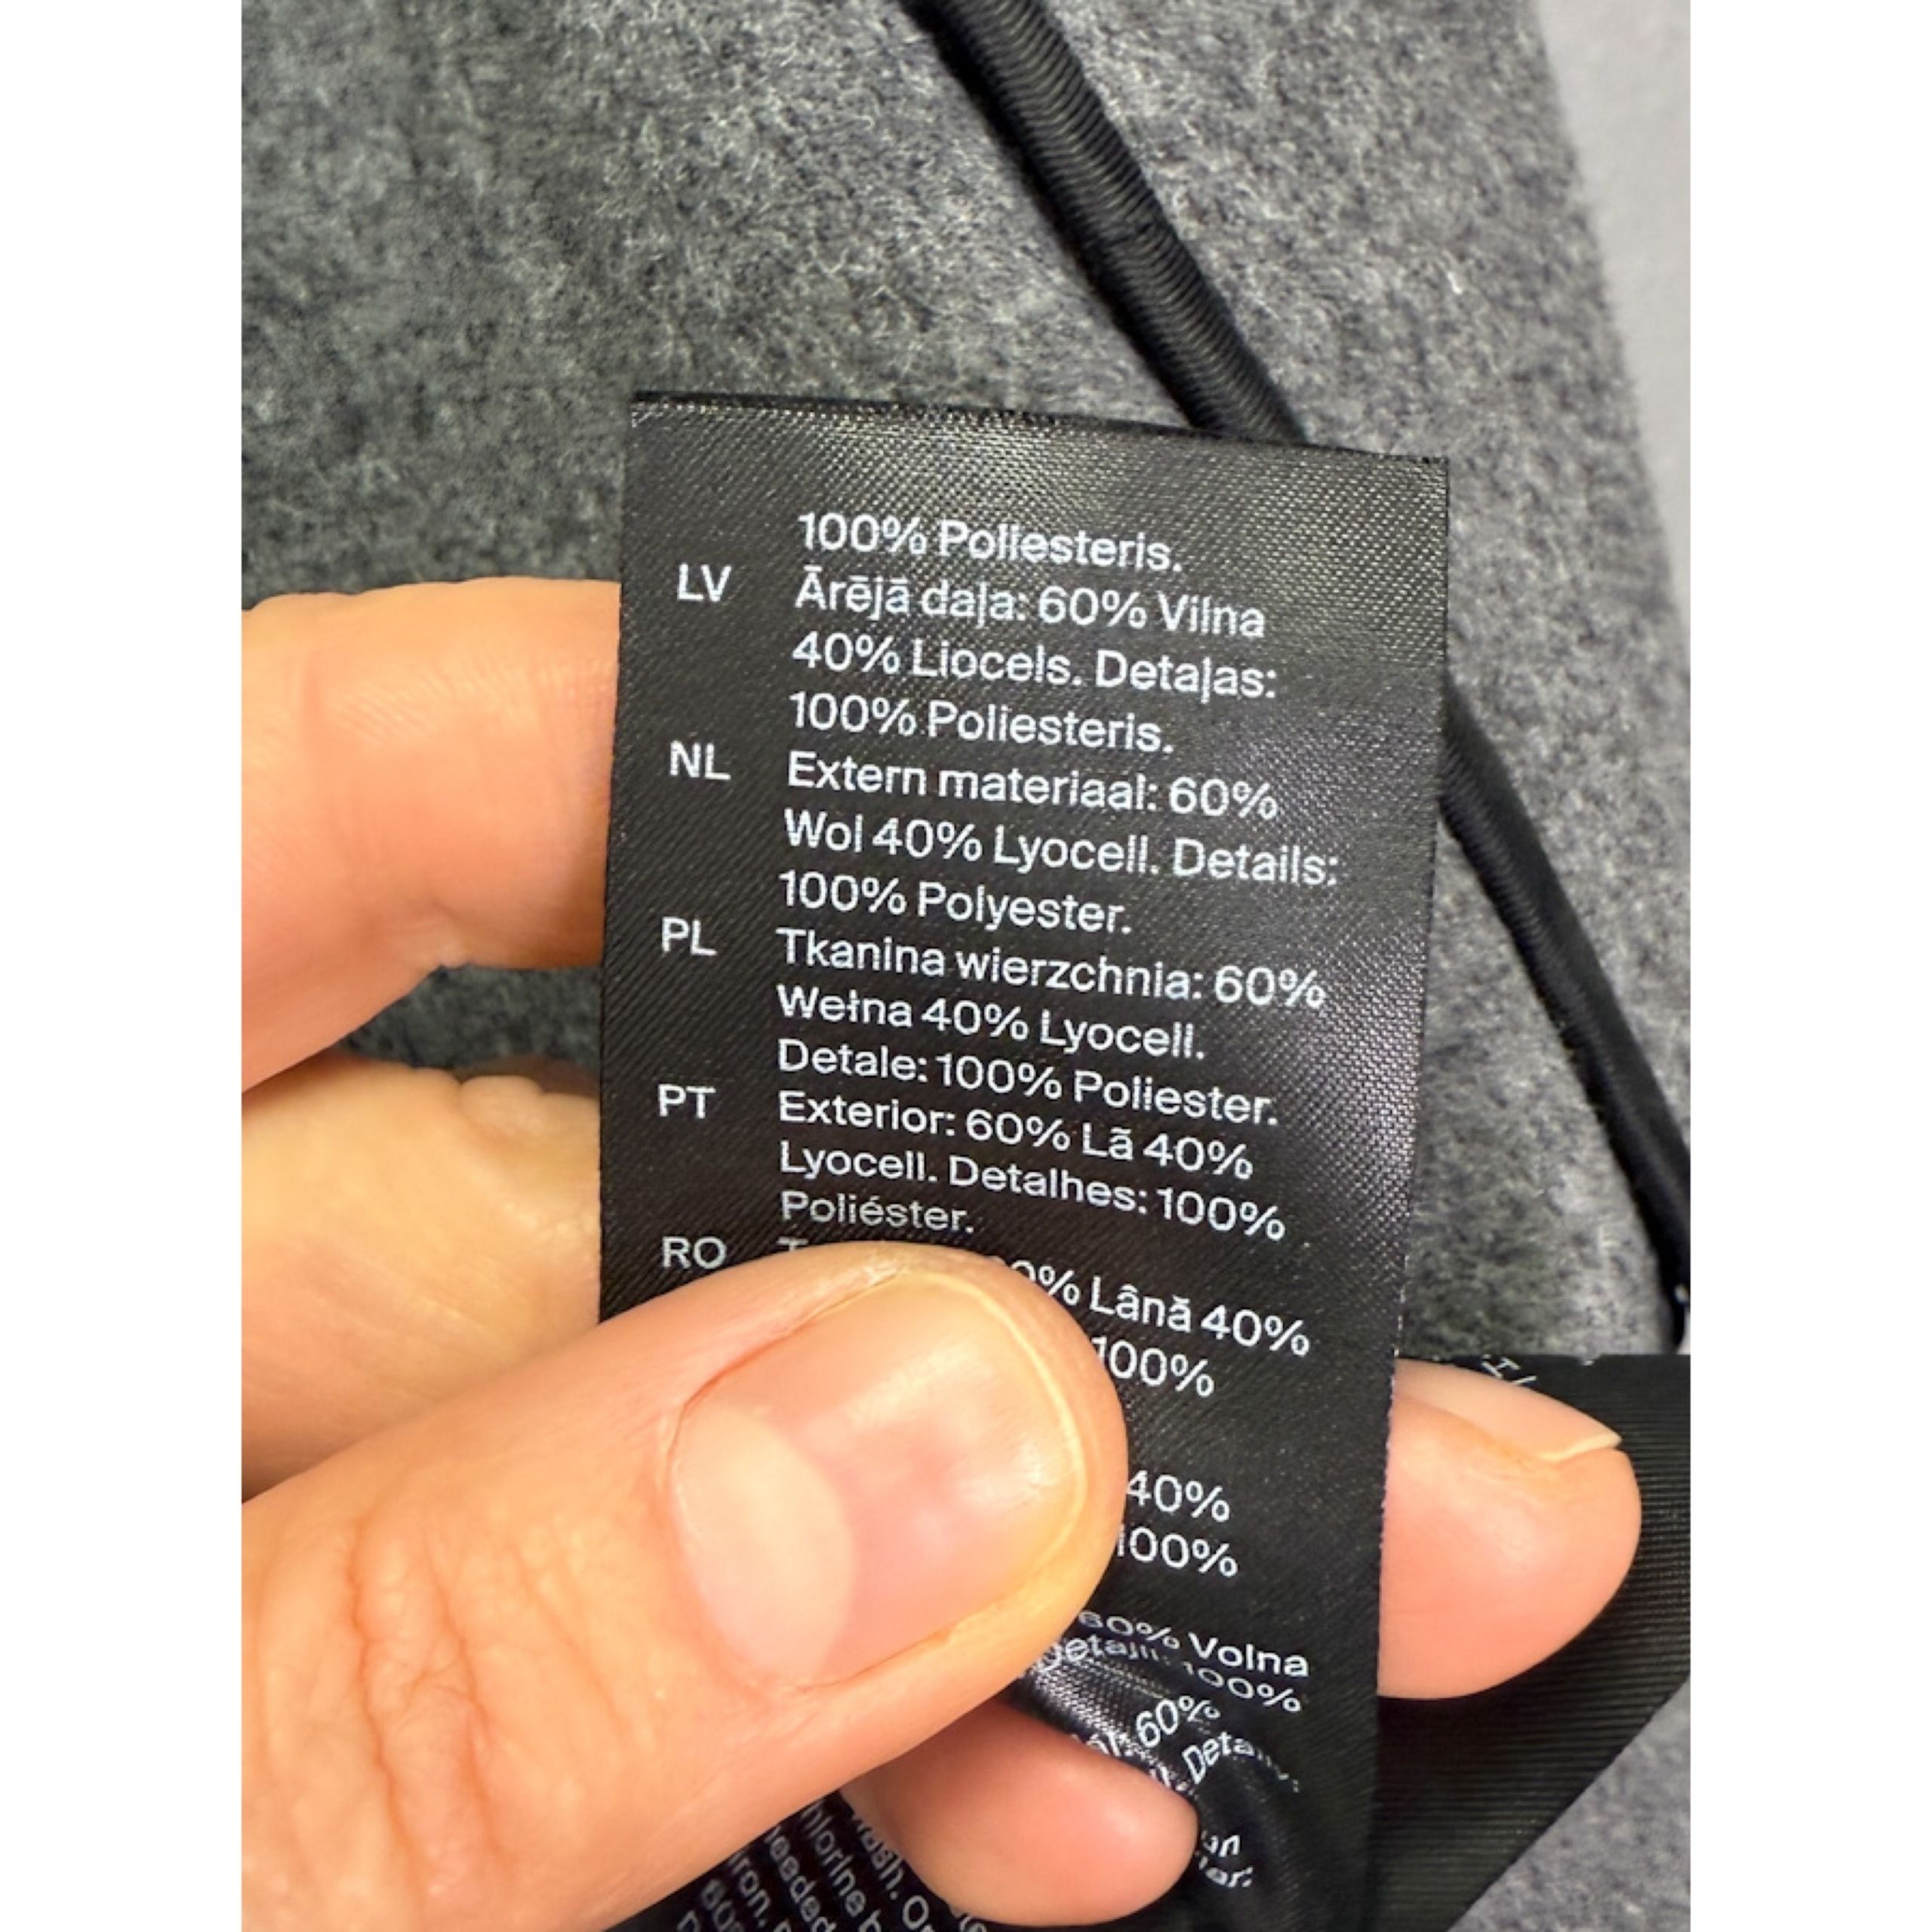 100% Poliesteris.
LV Ārējā daļa: 60% Vilna
40% Liocels. Detaļas:
100% Poliesteris.
NL Extern materiaal: 60%
Wol 40% Lyocell. Details:
100% Polyester.
PL Tkanina wierzchnia: 60%
Wełna 40% Lyocell.
Detale: 100% Poliester.
PT Exterior: 60% Lã 40%
Lyocell. Detalhes: 100%
Poliéster.
RO Lână 40%
100%
40%
100%
60% Volna
100%
60%